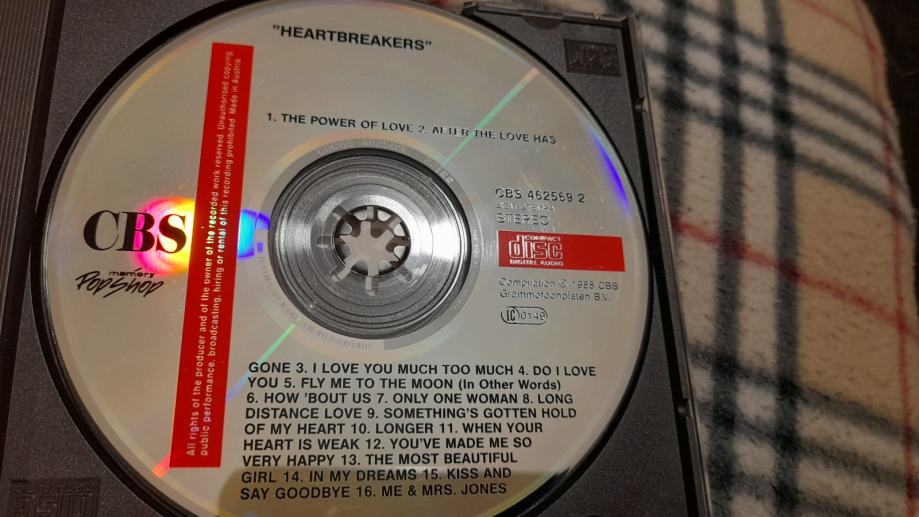 "HEARTBREAKERS"
1. THE POWER OF LOVE 2. AFTER THE LOVE HAS
CBS 462569 2
STEREO
COMPACT
disc
DIGITAL AUDIO
Compilation © 1988 CBS
Grammofoonplaten B.V.
LC 0149
CBS
memory
PopShop
All rights of the producer and of the owner of the recorded work reserved. Unauthorised copying,
public performance, broadcasting, hiring or rental of this recording prohibited. Made in Austria
GONE 3. I LOVE YOU MUCH TOO MUCH 4. DO I LOVE
YOU 5. FLY ME TO THE MOON (In Other Words)
6. HOW 'BOUT US 7. ONLY ONE WOMAN 8. LONG
DISTANCE LOVE 9. SOMETHING'S GOTTEN HOLD
OF MY HEART 10. LONGER 11. WHEN YOUR
HEART IS WEAK 12. YOU'VE MADE ME SO
VERY HAPPY 13. THE MOST BEAUTIFUL
GIRL 14. IN MY DREAMS 15. KISS AND
SAY GOODBYE 16. ME & MRS. JONES